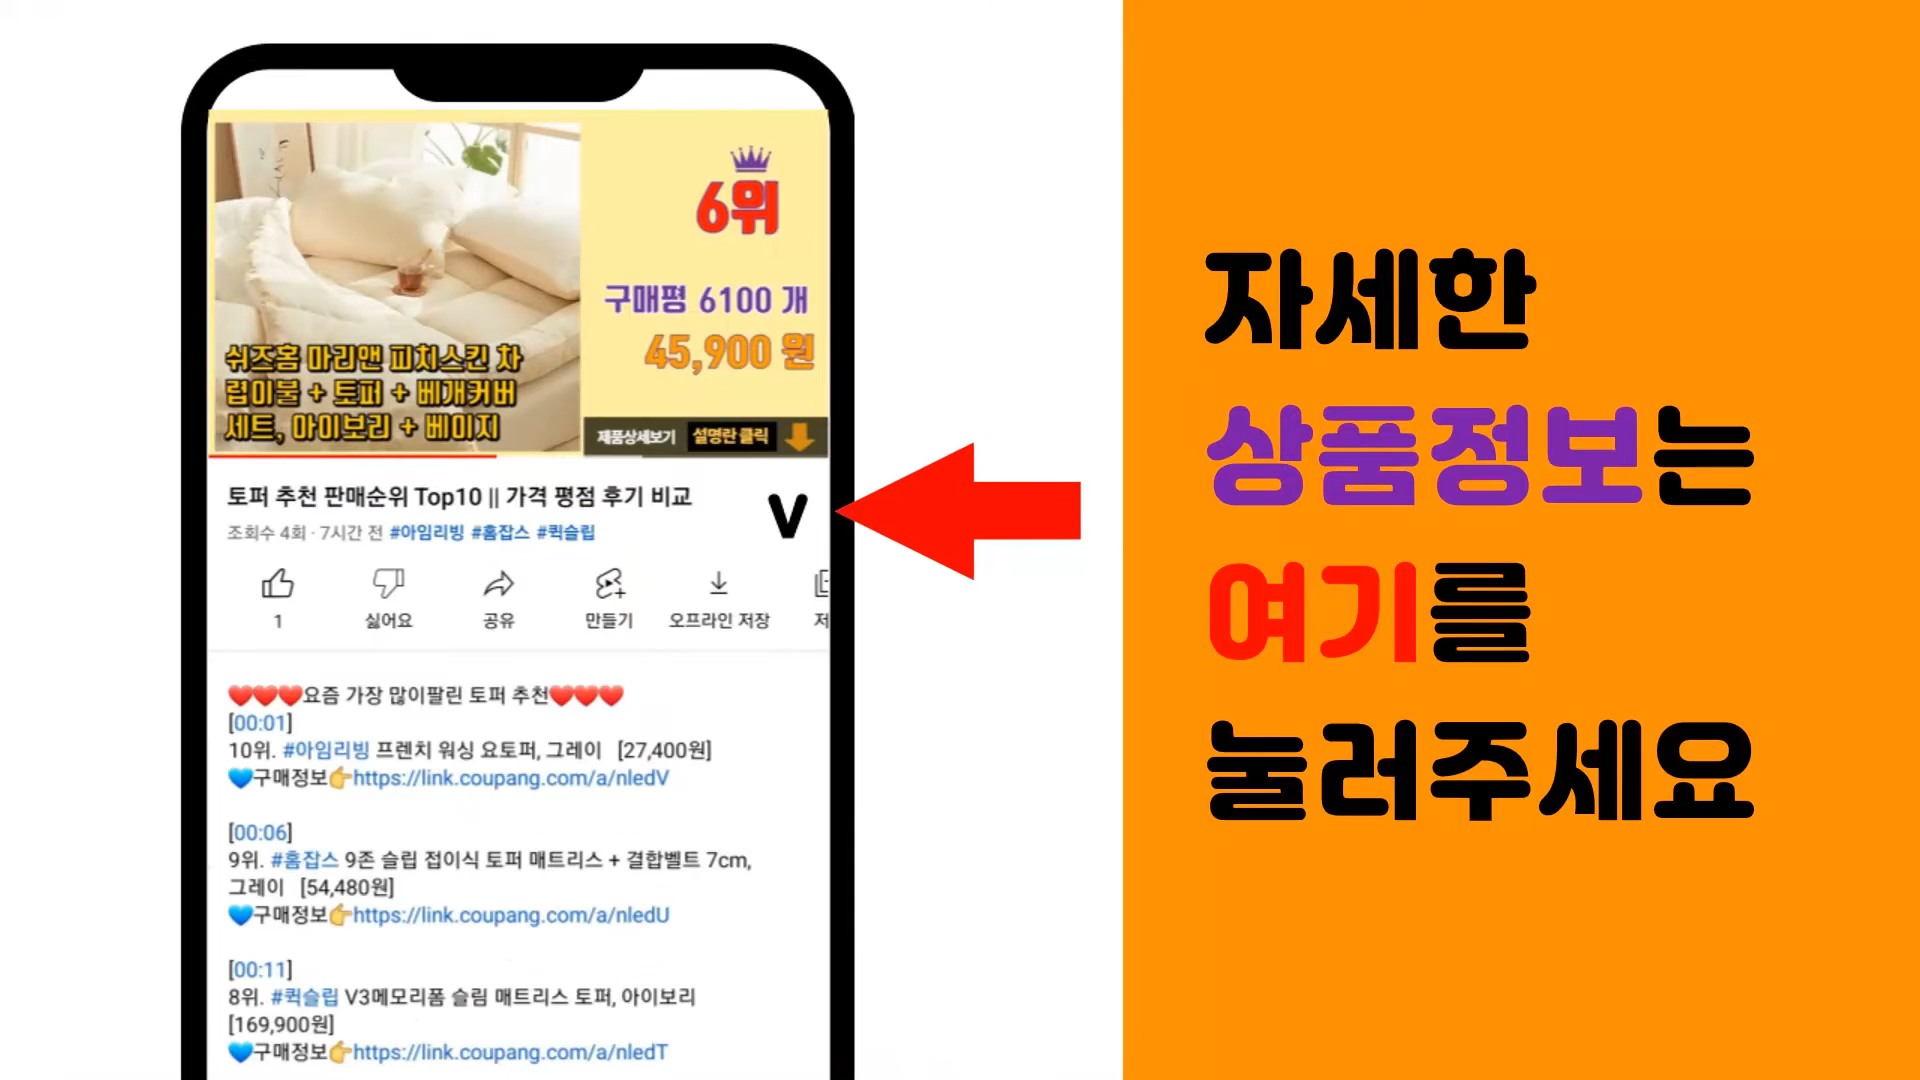 6위
구매평 6100 개
45,900 원
쉬즈홈 마리앤 피치스킨 차
렵이불 + 토퍼 + 베개커버
세트, 아이보리 + 베이지
제품상세보기 설명란 클릭
토퍼 추천 판매순위 Top10 || 가격 평점 후기 비교
V
조회수 4회 · 7시간 전 #아임리빙 #홈잡스 #퀵슬립
1 싫어요 공유 만들기 오프라인 저장 저
❤️❤️❤️요즘 가장 많이팔린 토퍼 추천❤️❤️❤️
[00:01]
10위. #아임리빙 프렌치 워싱 요토퍼, 그레이 [27,400원]
💙구매정보👉https://link.coupang.com/a/nledV
[00:06]
9위. #홈잡스 9존 슬립 접이식 토퍼 매트리스 + 결합벨트 7cm,
그레이 [54,480원]
💙구매정보👉https://link.coupang.com/a/nledU
[00:11]
8위. #퀵슬립 V3메모리폼 슬림 매트리스 토퍼, 아이보리
[169,900원]
💙구매정보👉https://link.coupang.com/a/nledT
자세한
상품정보는
여기를
눌러주세요